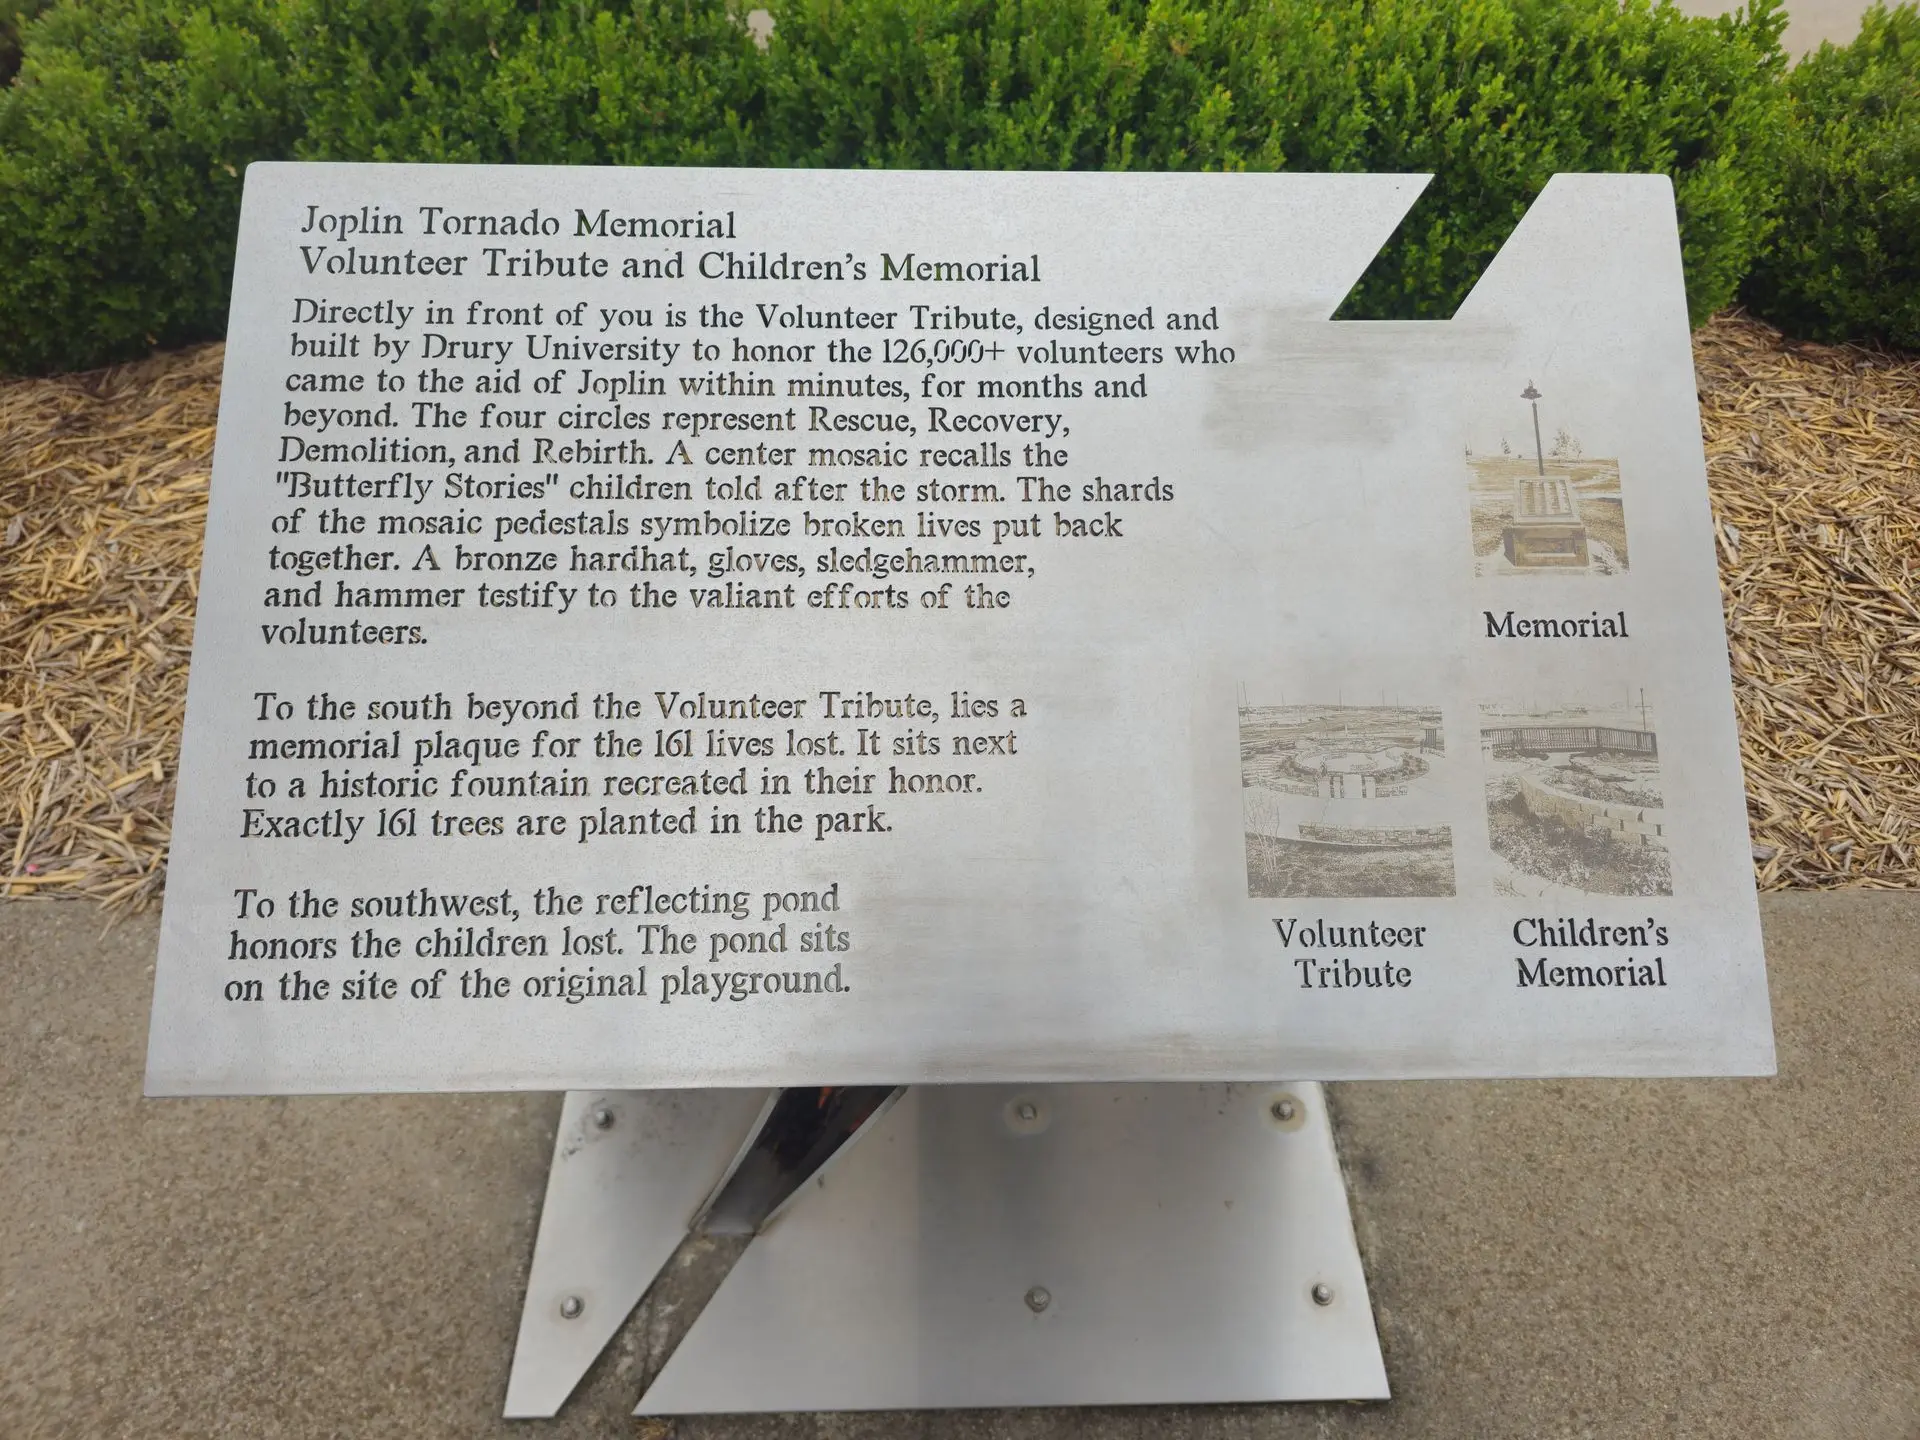 Joplin Tornado Memorial
Volunteer Tribute and Children's Memorial
Directly in front of you is the Volunteer Tribute, designed and
built by Drury University to honor the 126,000+ volunteers who
came to the aid of Joplin within minutes, for months and
beyond. The four circles represent Rescue, Recovery,
Demolition, and Rebirth. A center mosaic recalls the
"Butterfly Stories" children told after the storm. The shards
of the mosaic pedestals symbolize broken lives put back
together. A bronze hardhat, gloves, sledgehammer,
and hammer testify to the valiant efforts of the
volunteers.
To the south beyond the Volunteer Tribute, lies a
memorial plaque for the 161 lives lost. It sits next
to a historic fountain recreated in their honor.
Exactly 161 trees are planted in the park.
To the southwest, the reflecting pond
honors the children lost. The pond sits
on the site of the original playground.
Memorial
Volunteer
Tribute
Children's
Memorial